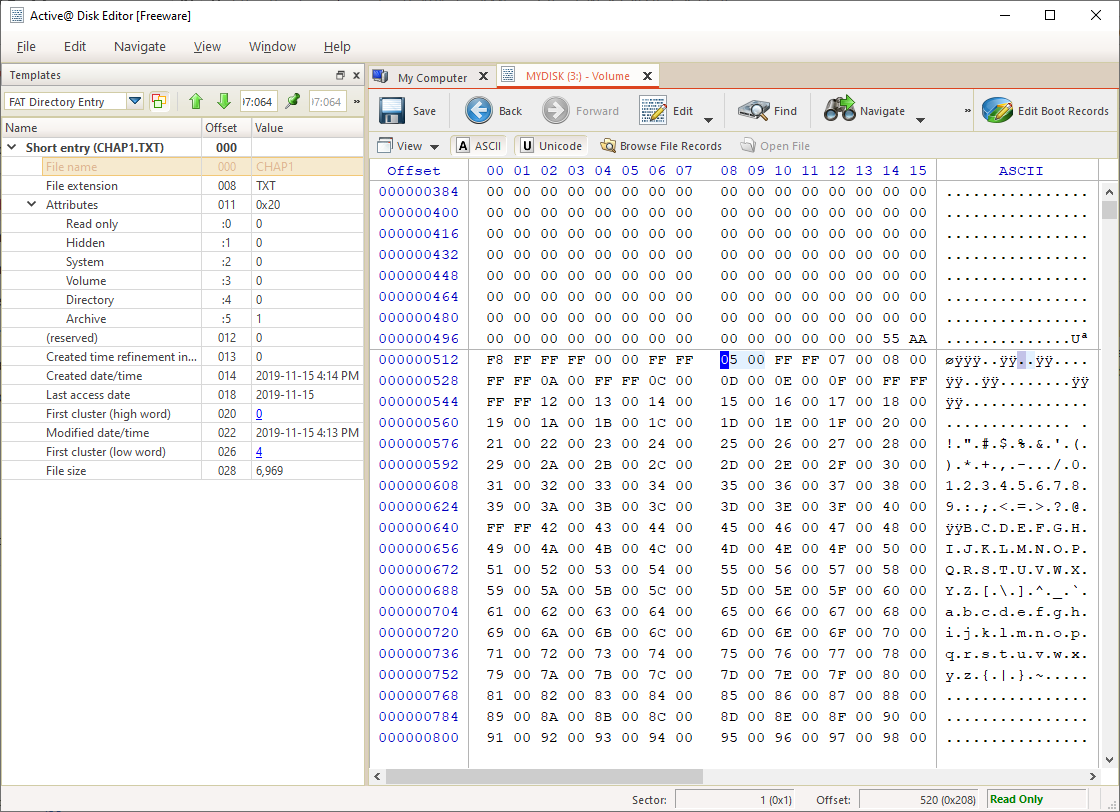 Active@ Disk Editor [Freeware]
File Edit Navigate View Window Help
Templates
FAT Directory Entry 7:064 7:064 »
Name Offset Value
Short entry (CHAP1.TXT) 000
File name 000 CHAP1
File extension 008 TXT
Attributes 011 0x20
Read only :0 0
Hidden :1 0
System :2 0
Volume :3 0
Directory :4 0
Archive :5 1
(reserved) 012 0
Created time refinement in... 013 0
Created date/time 014 2019-11-15 4:14 PM
Last access date 018 2019-11-15
First cluster (high word) 020 0
Modified date/time 022 2019-11-15 4:13 PM
First cluster (low word) 026 4
File size 028 6,969
My Computer MYDISK (3:) - Volume
Save Back Forward Edit Find Navigate » Edit Boot Records
View A ASCII U Unicode Browse File Records Open File
Offset 00 01 02 03 04 05 06 07 08 09 10 11 12 13 14 15 ASCII
000000384 00 00 00 00 00 00 00 00 00 00 00 00 00 00 00 00 ................
000000400 00 00 00 00 00 00 00 00 00 00 00 00 00 00 00 00 ................
000000416 00 00 00 00 00 00 00 00 00 00 00 00 00 00 00 00 ................
000000432 00 00 00 00 00 00 00 00 00 00 00 00 00 00 00 00 ................
000000448 00 00 00 00 00 00 00 00 00 00 00 00 00 00 00 00 ................
000000464 00 00 00 00 00 00 00 00 00 00 00 00 00 00 00 00 ................
000000480 00 00 00 00 00 00 00 00 00 00 00 00 00 00 00 00 ................
000000496 00 00 00 00 00 00 00 00 00 00 00 00 00 00 55 AA ..............Uª
000000512 F8 FF FF FF 00 00 FF FF 05 00 FF FF 07 00 08 00 øÿÿÿ..ÿÿ..ÿÿ....
000000528 FF FF 0A 00 FF FF 0C 00 0D 00 0E 00 0F 00 FF FF ÿÿ..ÿÿ........ÿÿ
000000544 FF FF 12 00 13 00 14 00 15 00 16 00 17 00 18 00 ÿÿ..............
000000560 19 00 1A 00 1B 00 1C 00 1D 00 1E 00 1F 00 20 00 .............. .
000000576 21 00 22 00 23 00 24 00 25 00 26 00 27 00 28 00 !.".#.$.%.&.'.(.
000000592 29 00 2A 00 2B 00 2C 00 2D 00 2E 00 2F 00 30 00 ).*.+.,.-.../.0.
000000608 31 00 32 00 33 00 34 00 35 00 36 00 37 00 38 00 1.2.3.4.5.6.7.8.
000000624 39 00 3A 00 3B 00 3C 00 3D 00 3E 00 3F 00 40 00 9.:.;.<.=.>.?.@.
000000640 FF FF 42 00 43 00 44 00 45 00 46 00 47 00 48 00 ÿÿB.C.D.E.F.G.H.
000000656 49 00 4A 00 4B 00 4C 00 4D 00 4E 00 4F 00 50 00 I.J.K.L.M.N.O.P.
000000672 51 00 52 00 53 00 54 00 55 00 56 00 57 00 58 00 Q.R.S.T.U.V.W.X.
000000688 59 00 5A 00 5B 00 5C 00 5D 00 5E 00 5F 00 60 00 Y.Z.[.\.].^._.`.
000000704 61 00 62 00 63 00 64 00 65 00 66 00 67 00 68 00 a.b.c.d.e.f.g.h.
000000720 69 00 6A 00 6B 00 6C 00 6D 00 6E 00 6F 00 70 00 i.j.k.l.m.n.o.p.
000000736 71 00 72 00 73 00 74 00 75 00 76 00 77 00 78 00 q.r.s.t.u.v.w.x.
000000752 79 00 7A 00 7B 00 7C 00 7D 00 7E 00 7F 00 80 00 y.z.{.|.}.~.....
000000768 81 00 82 00 83 00 84 00 85 00 86 00 87 00 88 00 ................
000000784 89 00 8A 00 8B 00 8C 00 8D 00 8E 00 8F 00 90 00 ................
000000800 91 00 92 00 93 00 94 00 95 00 96 00 97 00 98 00 ................
Sector: 1 (0x1) Offset: 520 (0x208) Read Only